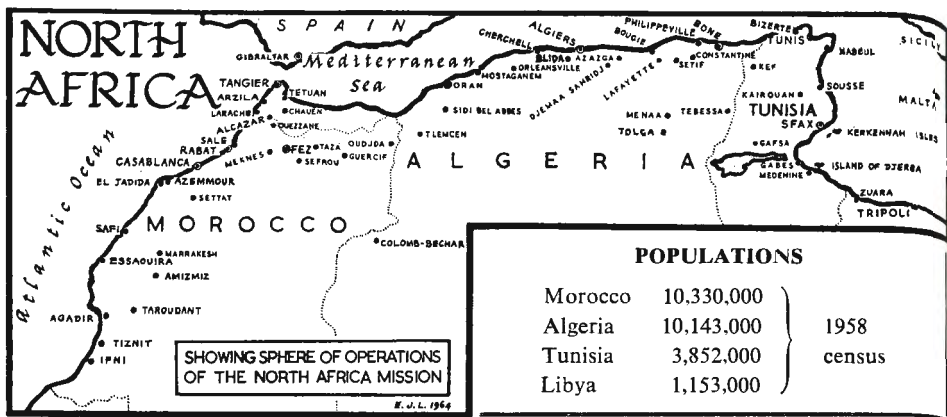 NORTH
AFRICA
SPAIN
GIBRALTAR
Mediterranean
Sea
Atlantic Ocean
TANGIER
TETUAN
ARZILA
LARACHE
CHAUEN
ALCAZAR
OUEZZANE
SALE
RABAT
FEZ
TAZA
OUDJDA
MEKNES
SEFROU
GUERCIF
CASABLANCA
EL JADIDA
AZEMMOUR
SETTAT
SAFI
MOROCCO
MARRAKESH
ESSAOUIRA
AMIZMIZ
AGADIR
TAROUDANT
TIZNIT
IFNI
COLOMB-BECHAR
ALGERIA
TLEMCEN
SIDI BEL ABBES
ORAN
MOSTAGANEM
ORLEANSVILLE
CHERCHELL
BLIDA
ALGIERS
AZAZGA
DJEMAA SAHRIDJ
BOUGIE
LAFAYETTE
PHILIPPEVILLE
BONE
SETIF
CONSTANTINE
MENAA
TEBESSA
TOLGA
BIZERTE
TUNIS
KEF
NABEUL
SICILY
KAIROUAN
SOUSSE
MALTA
TUNISIA
SFAX
KERKENNAH ISLES
GAFSA
GABES
ISLAND OF DJERBA
MEDENINE
ZUARA
TRIPOLI
SHOWING SPHERE OF OPERATIONS
OF THE NORTH AFRICA MISSION
E. J. L. 1964
POPULATIONS
Morocco 10,330,000
Algeria 10,143,000 1958
Tunisia 3,852,000 census
Libya 1,153,000